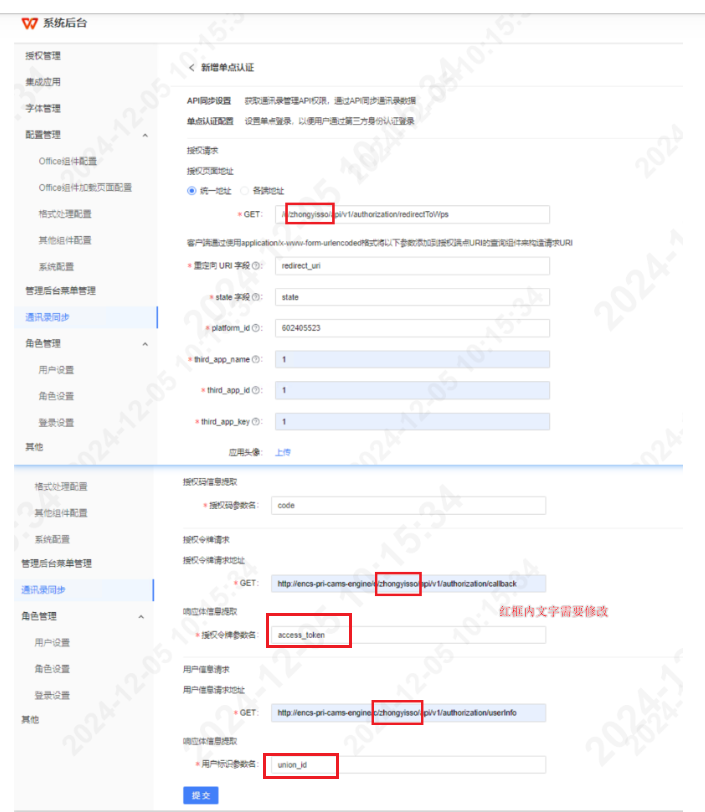 系统后台
授权管理
集成应用
字体管理
配置管理
Office组件配置
Office组件加载页面配置
格式处理配置
其他组件配置
系统配置
管理后台菜单管理
通讯录同步
角色管理
用户设置
角色设置
登录设置
其他
新增单点认证
API同步设置 获取通讯录管理API权限，通过API同步通讯录数据
单点认证配置 设置单点登录，以便用户通过第三方身份认证登录
授权请求
授权页面地址
统一地址 各端地址
* GET: /c/zhongyisso/api/v1/authorization/redirectToWps
客户端通过使用application/x-www-form-urlencoded格式将以下参数添加到授权端点URI的查询组件来构造请求URI
* 重定向 URI 字段 ?: redirect_uri
* state 字段 ?: state
* platform_id ?: 602405523
* third_app_name ?: 1
* third_app_id ?: 1
* third_app_key ?: 1
应用头像: 上传
格式处理配置
其他组件配置
系统配置
管理后台菜单管理
通讯录同步
角色管理
用户设置
角色设置
登录设置
其他
授权码信息提取
* 授权码参数名: code
授权令牌请求
授权令牌请求地址
* GET: http://encs-pri-cams-engine/c/zhongyisso/api/v1/authorization/callback
响应体信息提取
红框内文字需要修改
* 授权令牌参数名: access_token
用户信息请求
用户信息请求地址
* GET: http://encs-pri-cams-engine/c/zhongyisso/api/v1/authorization/userInfo
响应体信息提取
* 用户标识参数名: union_id
提交